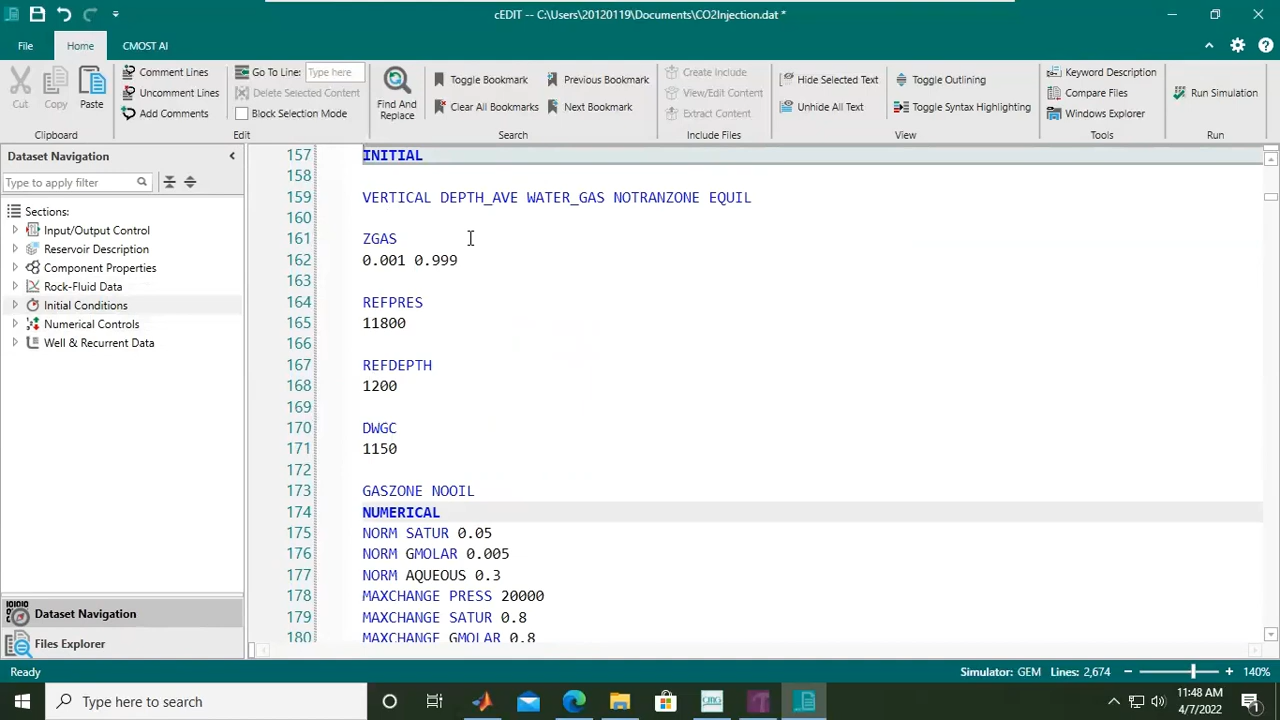 cEDIT -- C:\Users\20120119\Documents\CO2Injection.dat *
File Home CMOST AI
Cut Copy Paste
Clipboard
Comment Lines
Uncomment Lines
Add Comments
Go To Line: Type here
Delete Selected Content
Block Selection Mode
Edit
Find And
Replace
Toggle Bookmark
Clear All Bookmarks
Previous Bookmark
Next Bookmark
Search
Create Include
View/Edit Content
Extract Content
Include Files
Hide Selected Text
Unhide All Text
Toggle Outlining
Toggle Syntax Highlighting
View
Keyword Description
Compare Files
Windows Explorer
Tools
Run Simulation
Run
Dataset Navigation
Type to apply filter
Sections:
Input/Output Control
Reservoir Description
Component Properties
Rock-Fluid Data
Initial Conditions
Numerical Controls
Well & Recurrent Data
Dataset Navigation
Files Explorer
157 INITIAL
158
159 VERTICAL DEPTH_AVE WATER_GAS NOTRANZONE EQUIL
160
161 ZGAS
162 0.001 0.999
163
164 REFPRES
165 11800
166
167 REFDEPTH
168 1200
169
170 DWGC
171 1150
172
173 GASZONE NOOIL
174 NUMERICAL
175 NORM SATUR 0.05
176 NORM GMOLAR 0.005
177 NORM AQUEOUS 0.3
178 MAXCHANGE PRESS 20000
179 MAXCHANGE SATUR 0.8
180 MAXCHANGE GMOLAR 0.8
Ready
Simulator: GEM Lines: 2,674 140%
Type here to search
11:48 AM
4/7/2022